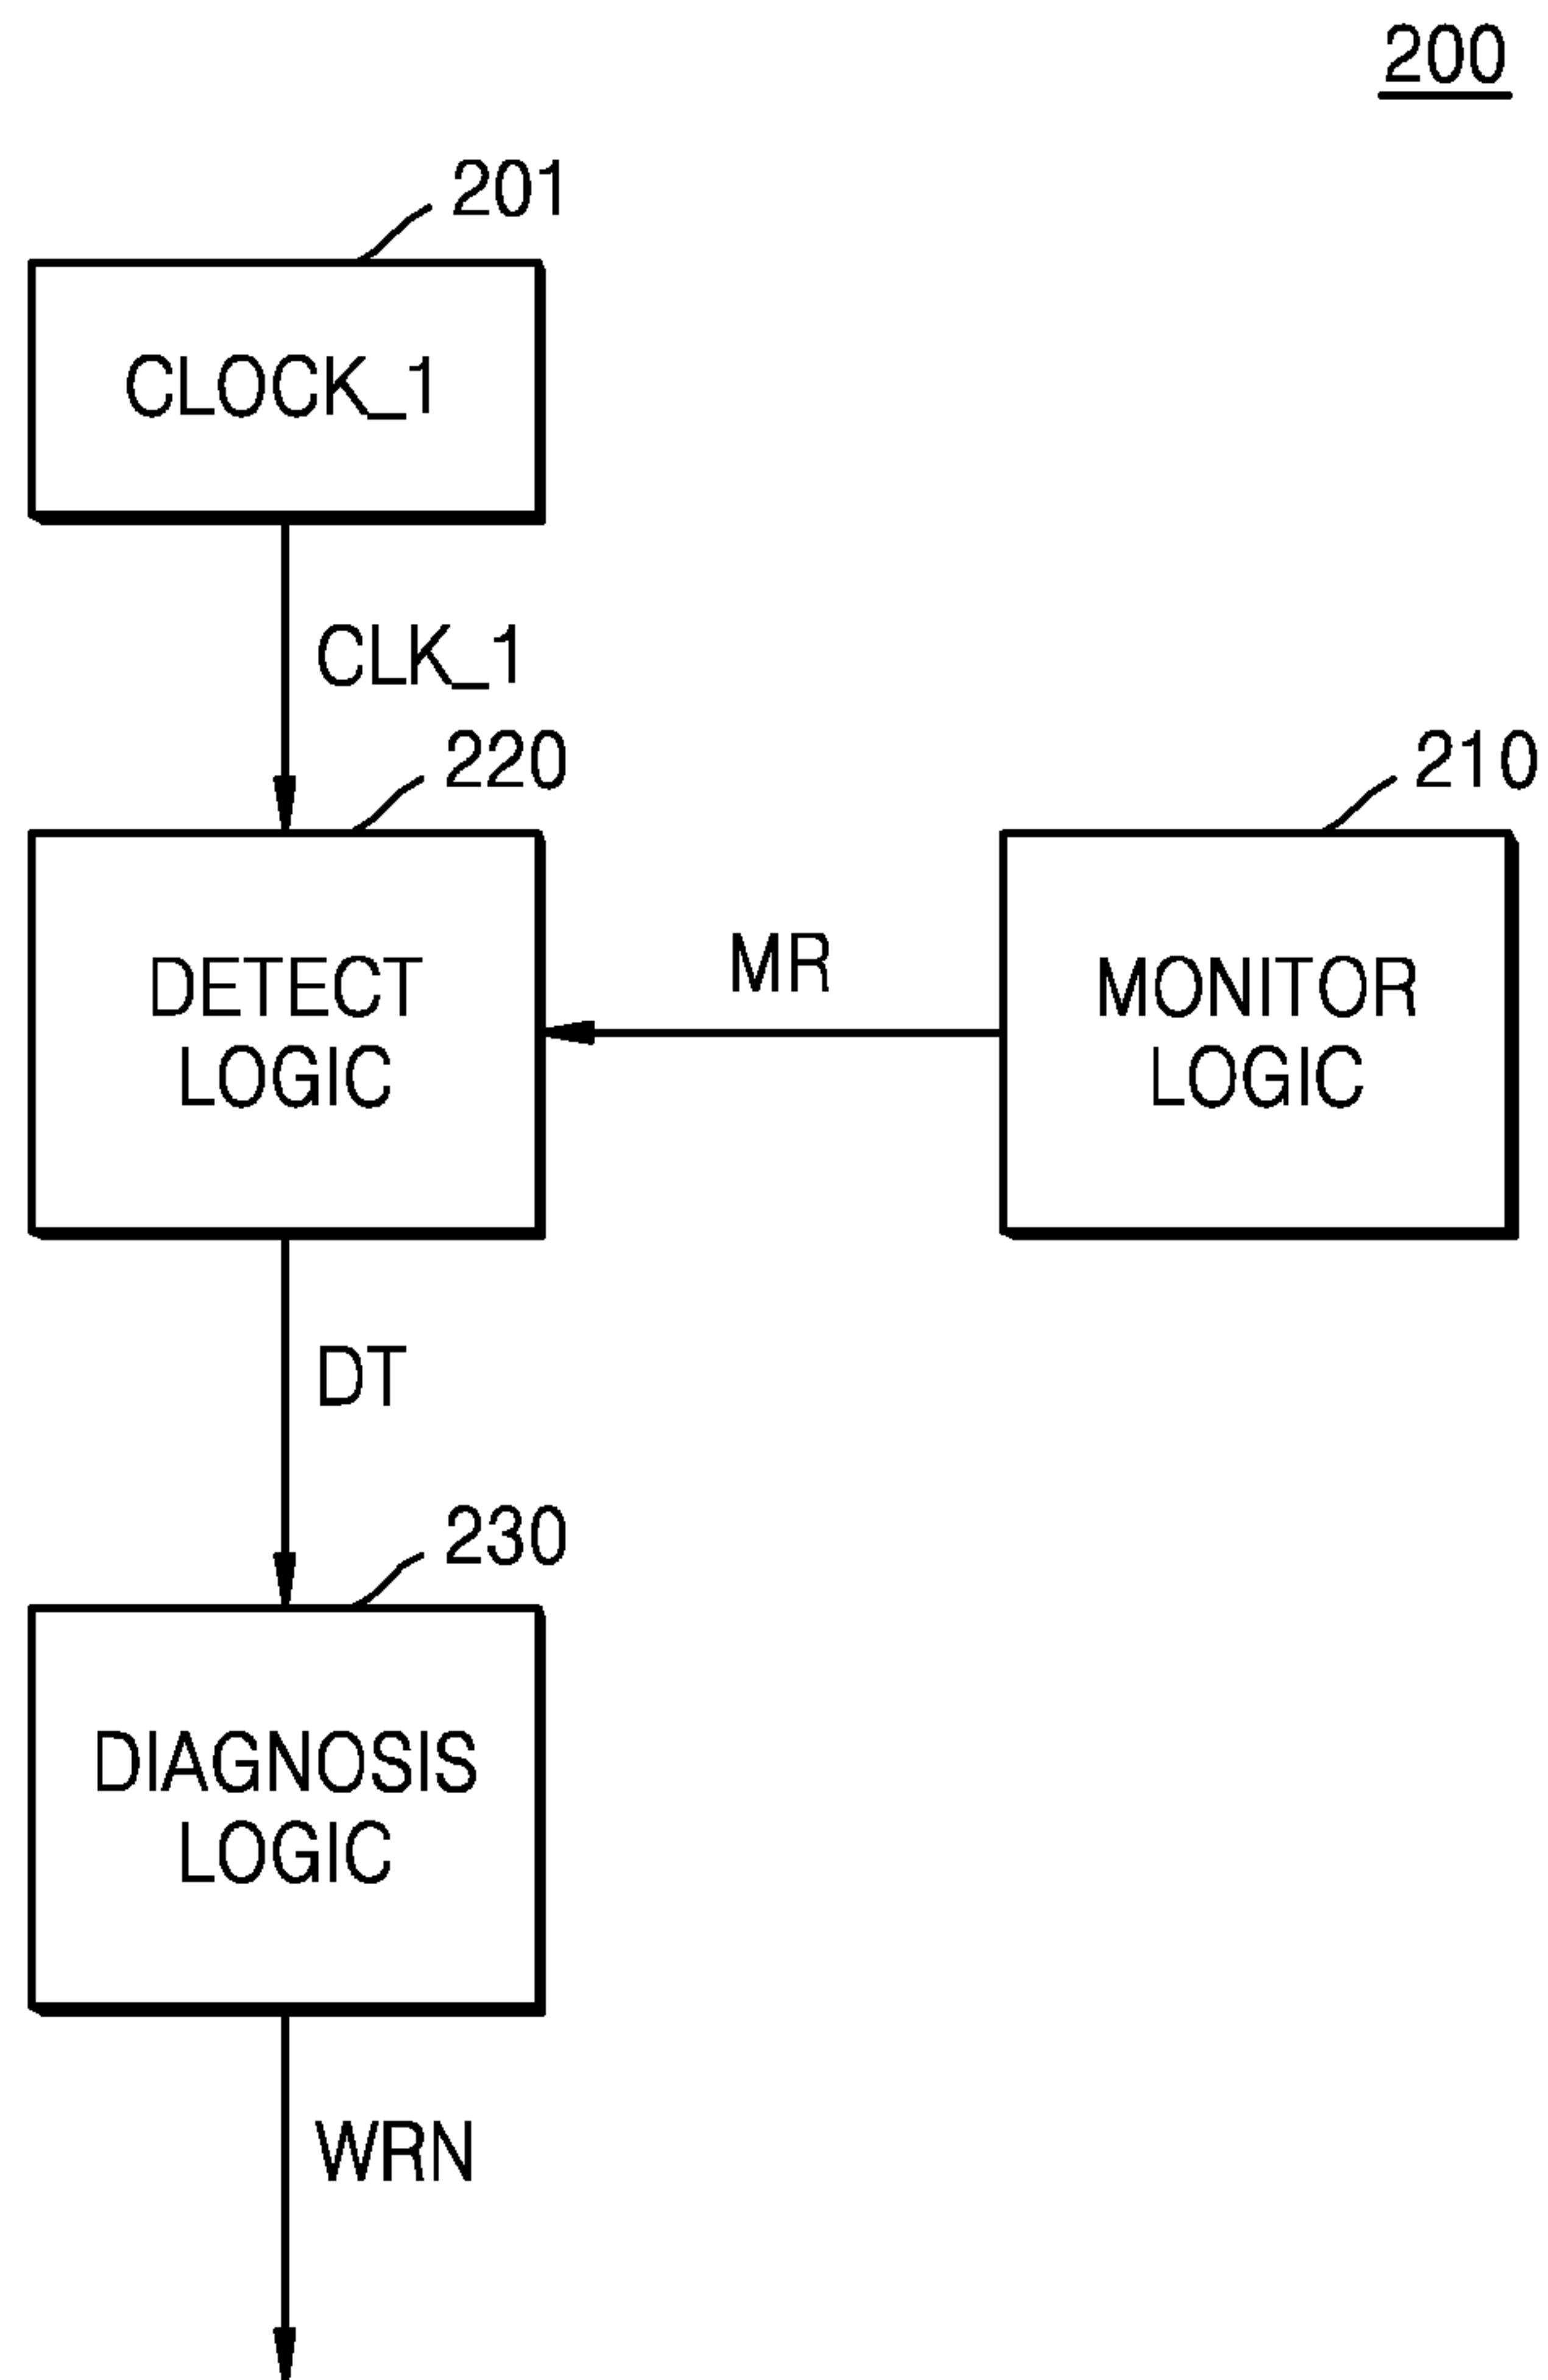 200
201
CLOCK_1
CLK_1
220
210
DETECT
LOGIC
MR
MONITOR
LOGIC
DT
230
DIAGNOSIS
LOGIC
WRN